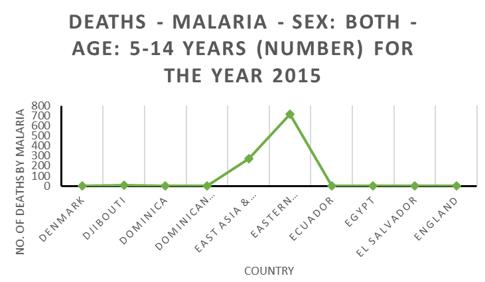 DEATHS - MALARIA - SEX: BOTH -
AGE: 5-14 YEARS (NUMBER) FOR
THE YEAR 2015
NO. OF DEATHS BY MALARIA
800
700
600
500
400
300
200
100
0
DENMARK
DJIBOUTI
DOMINICA
DOMINICAN...
EAST ASIA &...
EASTERN...
ECUADOR
EGYPT
EL SALVADOR
ENGLAND
COUNTRY